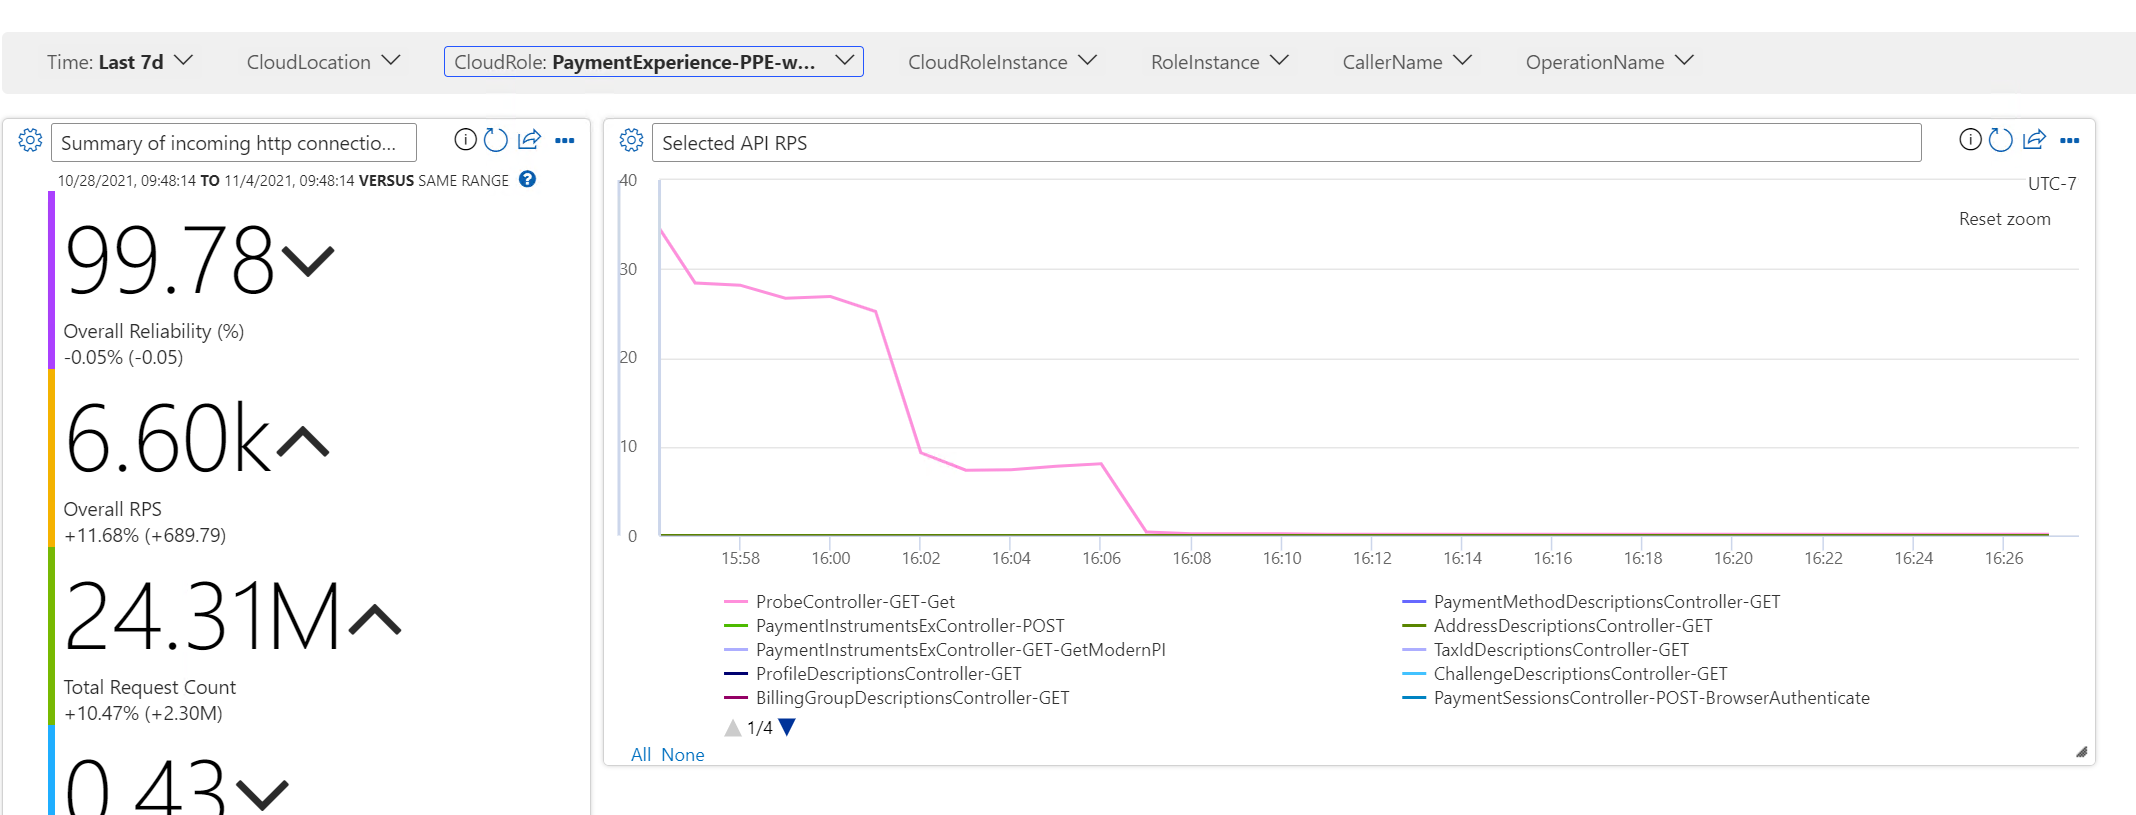 Time: Last 7d CloudLocation CloudRole: PaymentExperience-PPE-w... CloudRoleInstance RoleInstance CallerName OperationName
Summary of incoming http connectio...
10/28/2021, 09:48:14 TO 11/4/2021, 09:48:14 VERSUS SAME RANGE ?
99.78
Overall Reliability (%)
-0.05% (-0.05)
6.60k
Overall RPS
+11.68% (+689.79)
24.31M
Total Request Count
+10.47% (+2.30M)
0.43
Selected API RPS
UTC-7
Reset zoom
40
30
20
10
0
15:58 16:00 16:02 16:04 16:06 16:08 16:10 16:12 16:14 16:16 16:18 16:20 16:22 16:24 16:26
ProbeController-GET-Get
PaymentInstrumentsExController-POST
PaymentInstrumentsExController-GET-GetModernPI
ProfileDescriptionsController-GET
BillingGroupDescriptionsController-GET
PaymentMethodDescriptionsController-GET
AddressDescriptionsController-GET
TaxIdDescriptionsController-GET
ChallengeDescriptionsController-GET
PaymentSessionsController-POST-BrowserAuthenticate
1/4
All None